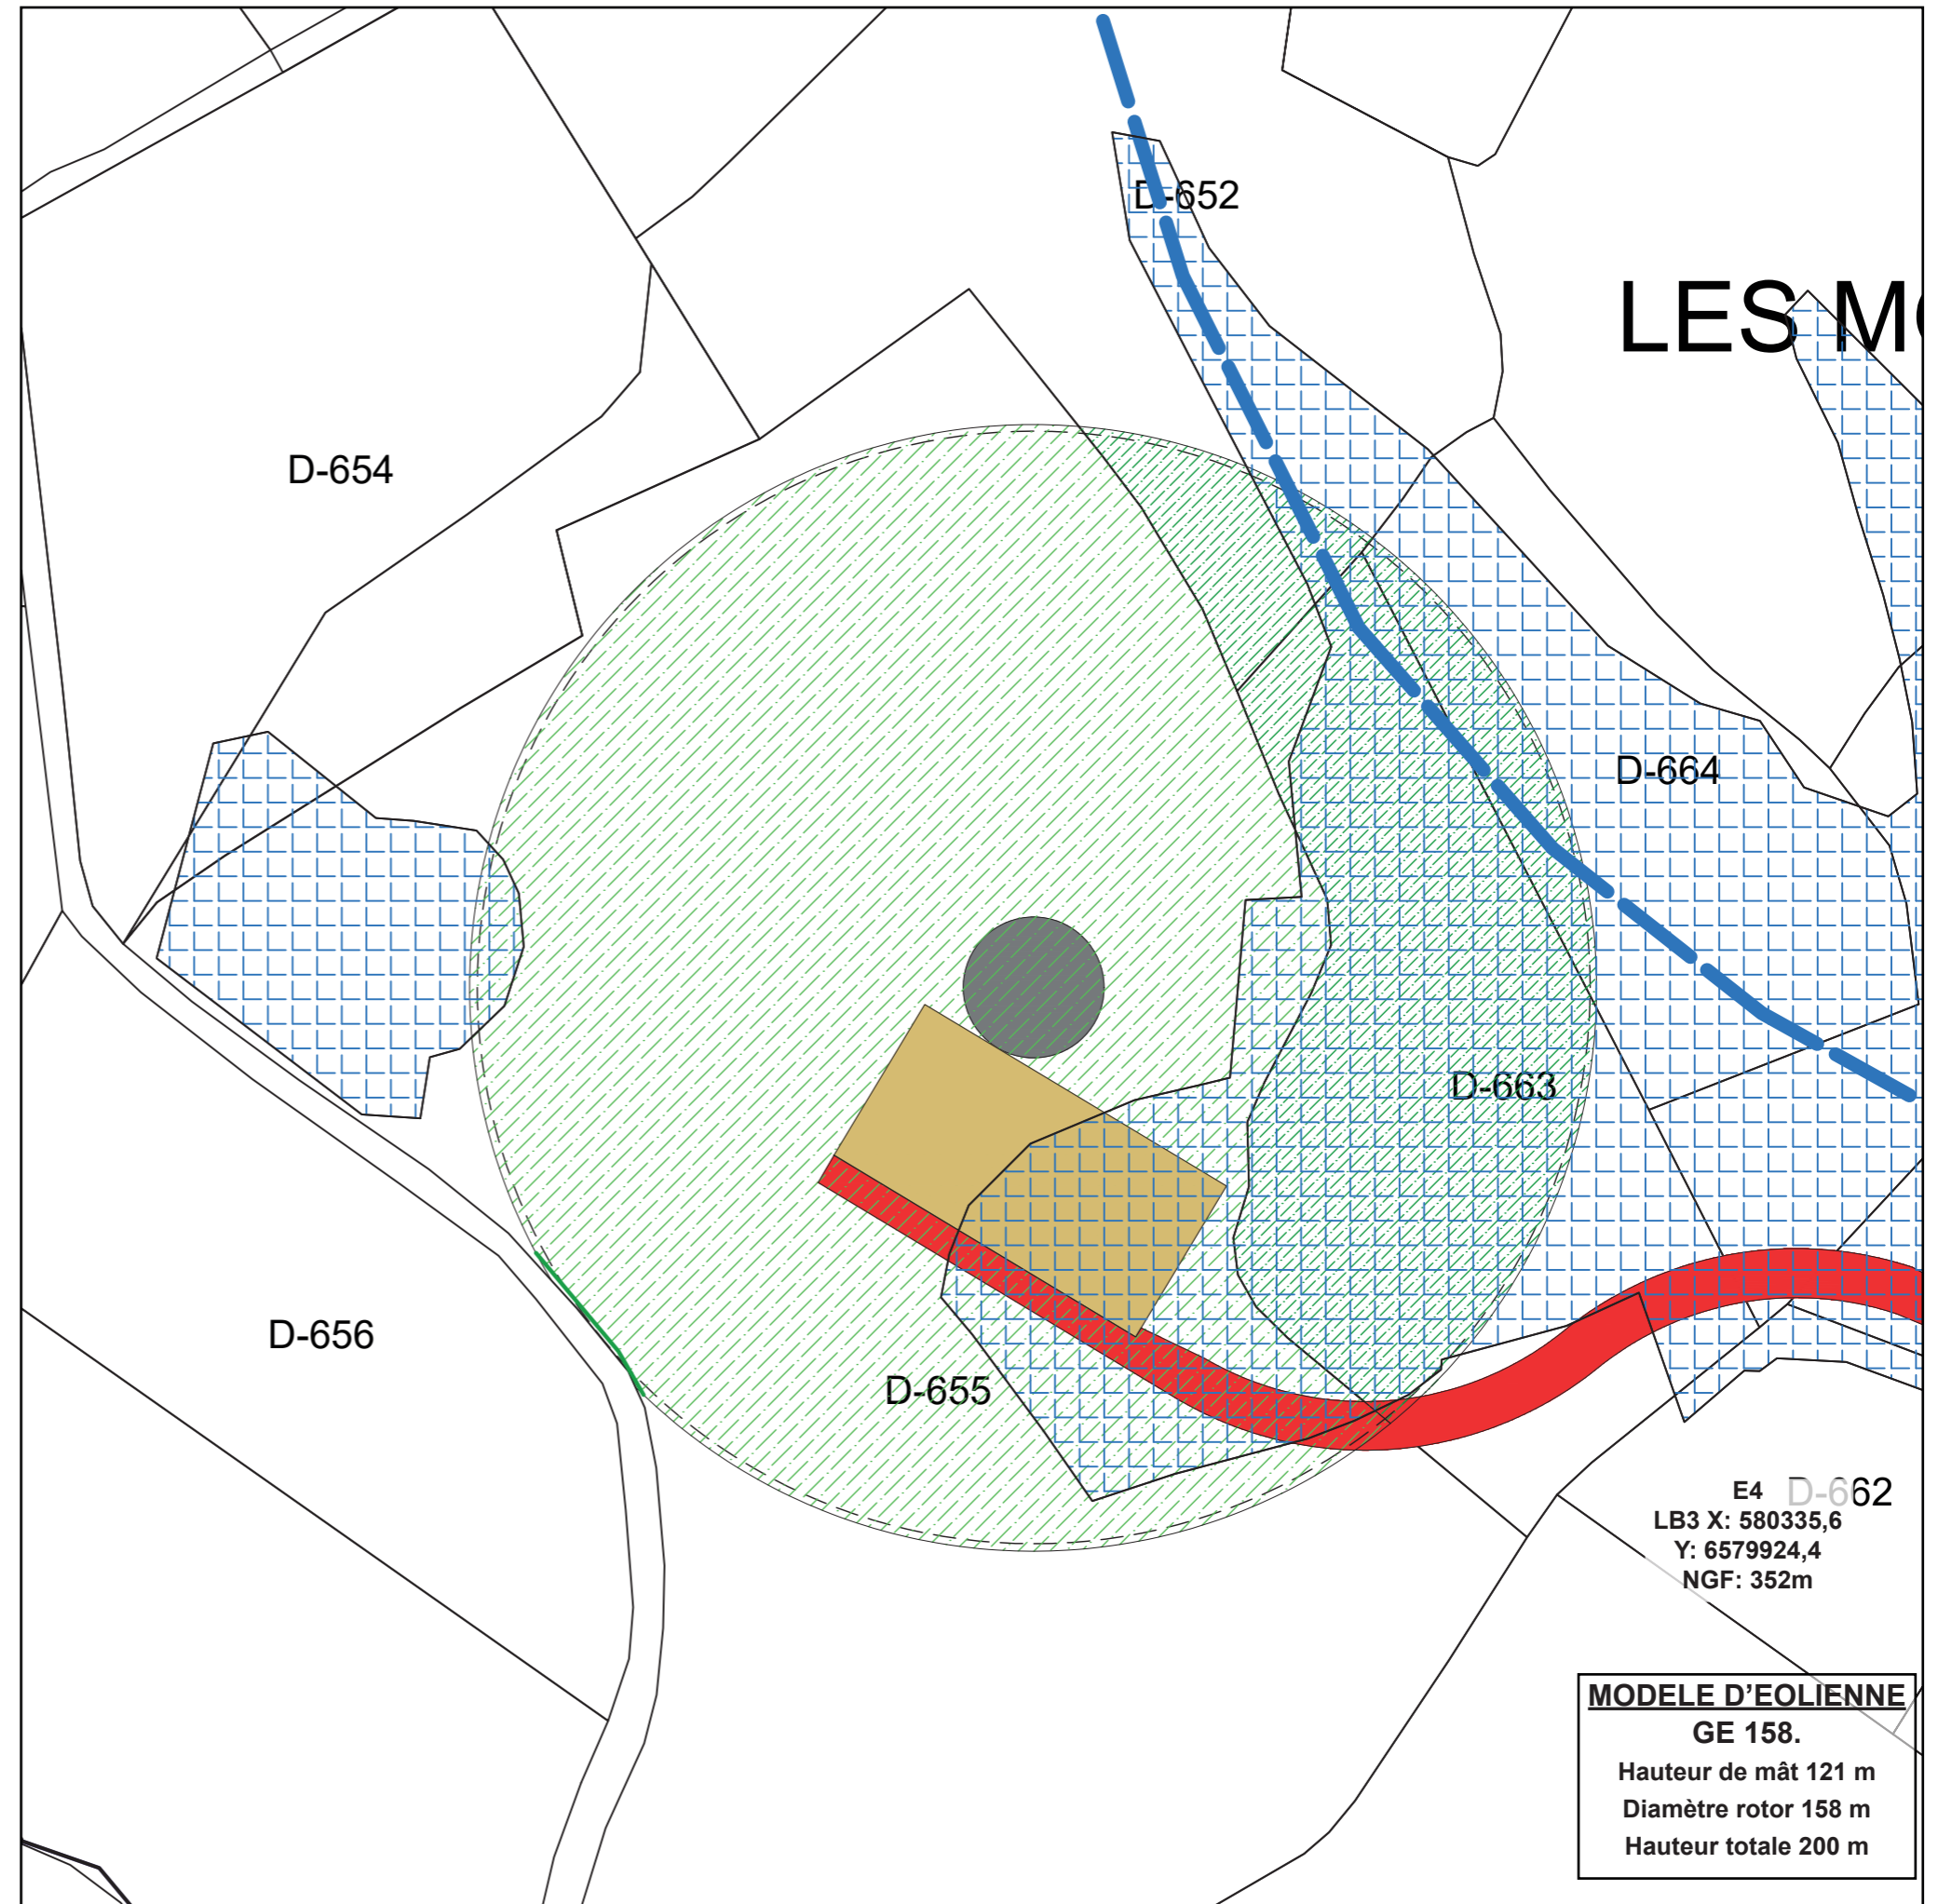 D-652
LES M
D-654
D-664
D-663
D-656
D-655
E4 D-662
LB3 X: 580335,6
Y: 6579924,4
NGF: 352m
MODELE D’EOLIENNE
GE 158.
Hauteur de mât 121 m
Diamètre rotor 158 m
Hauteur totale 200 m